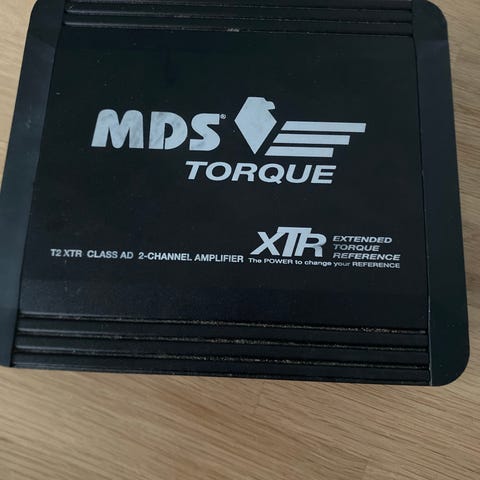 MDS®
TORQUE
XTR EXTENDED
TORQUE
REFERENCE
T2 XTR CLASS AD 2-CHANNEL AMPLIFIER
The POWER to change your REFERENCE